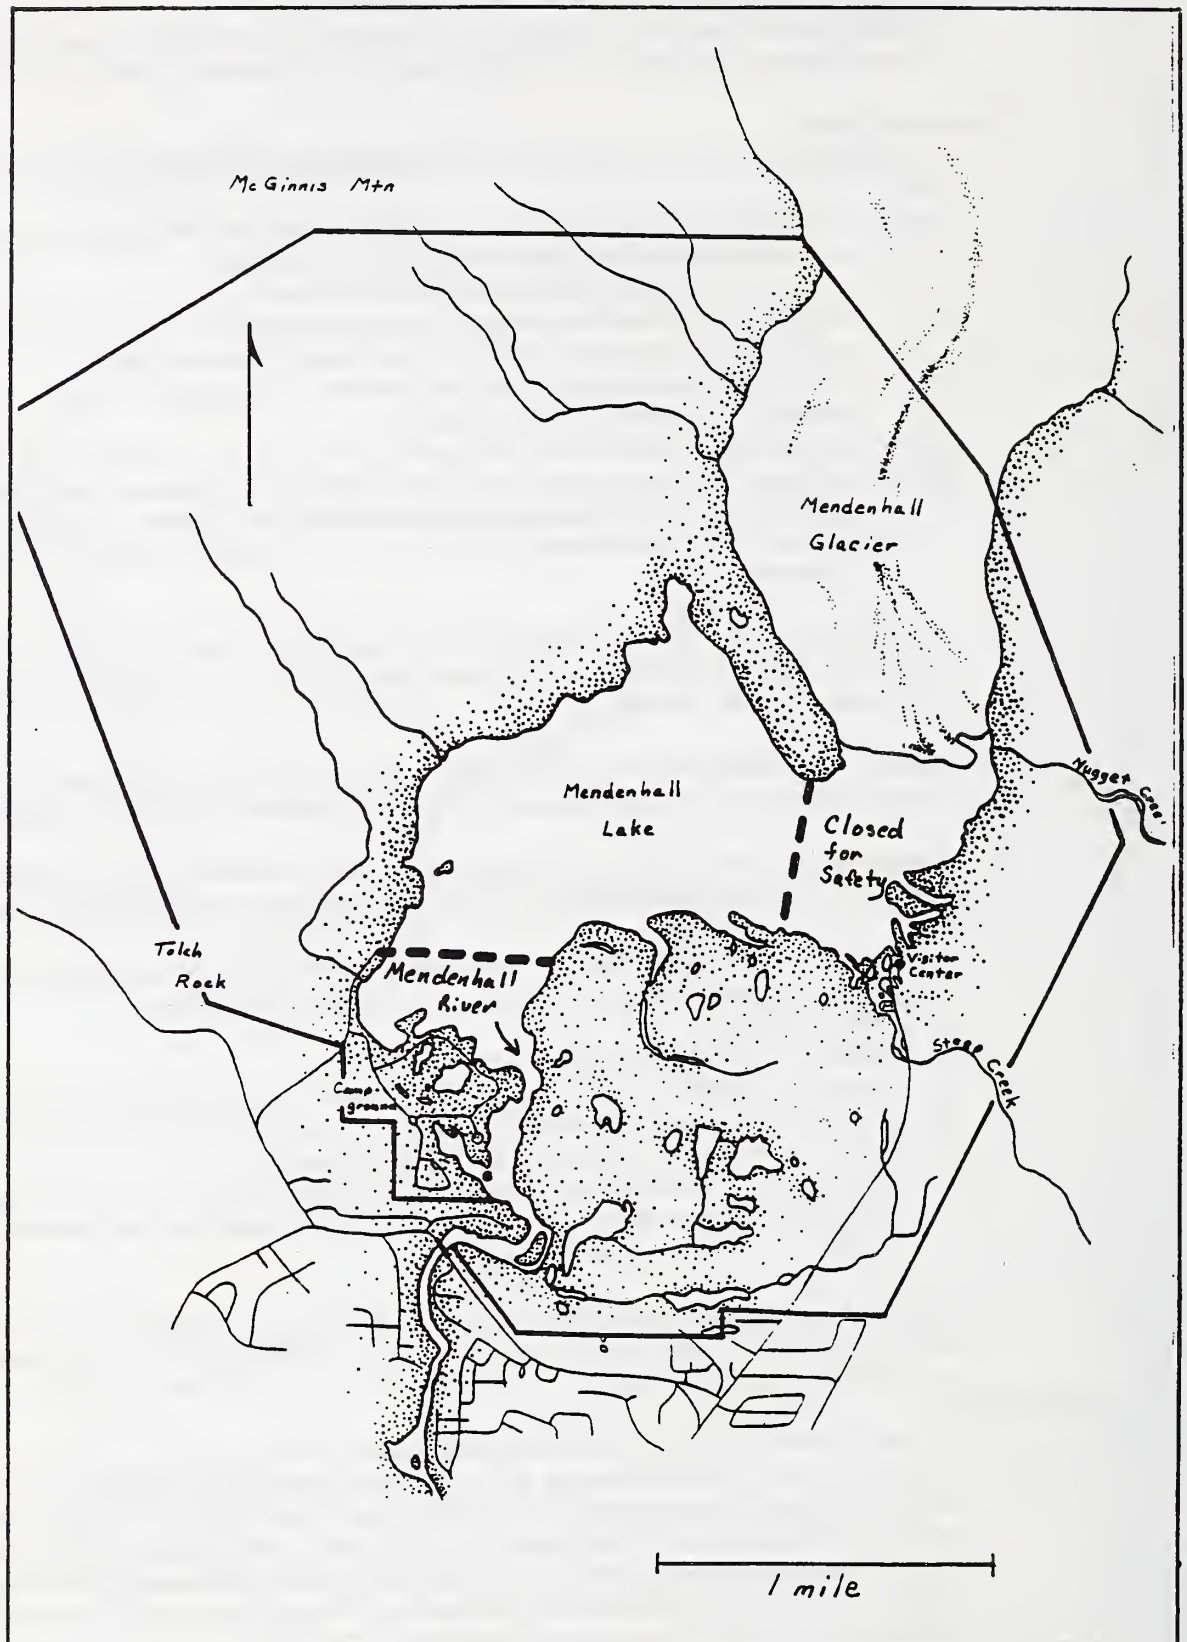 McGinnis Mtn
Mendenhall
Glacier
Nugget
Mendenhall
Lake
Closed
for
Safety
Tolch
Rock
Visitor
Center
Mendenhall
River
Steep
Creek
Camp-
ground
1 mile